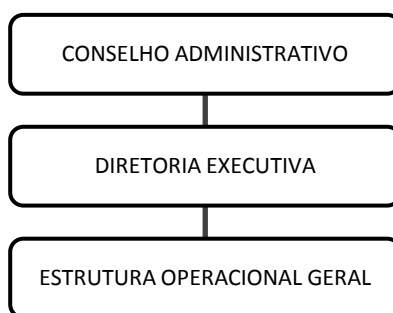 CONSELHO ADMINISTRATIVO
DIRETORIA EXECUTIVA
ESTRUTURA OPERACIONAL GERAL